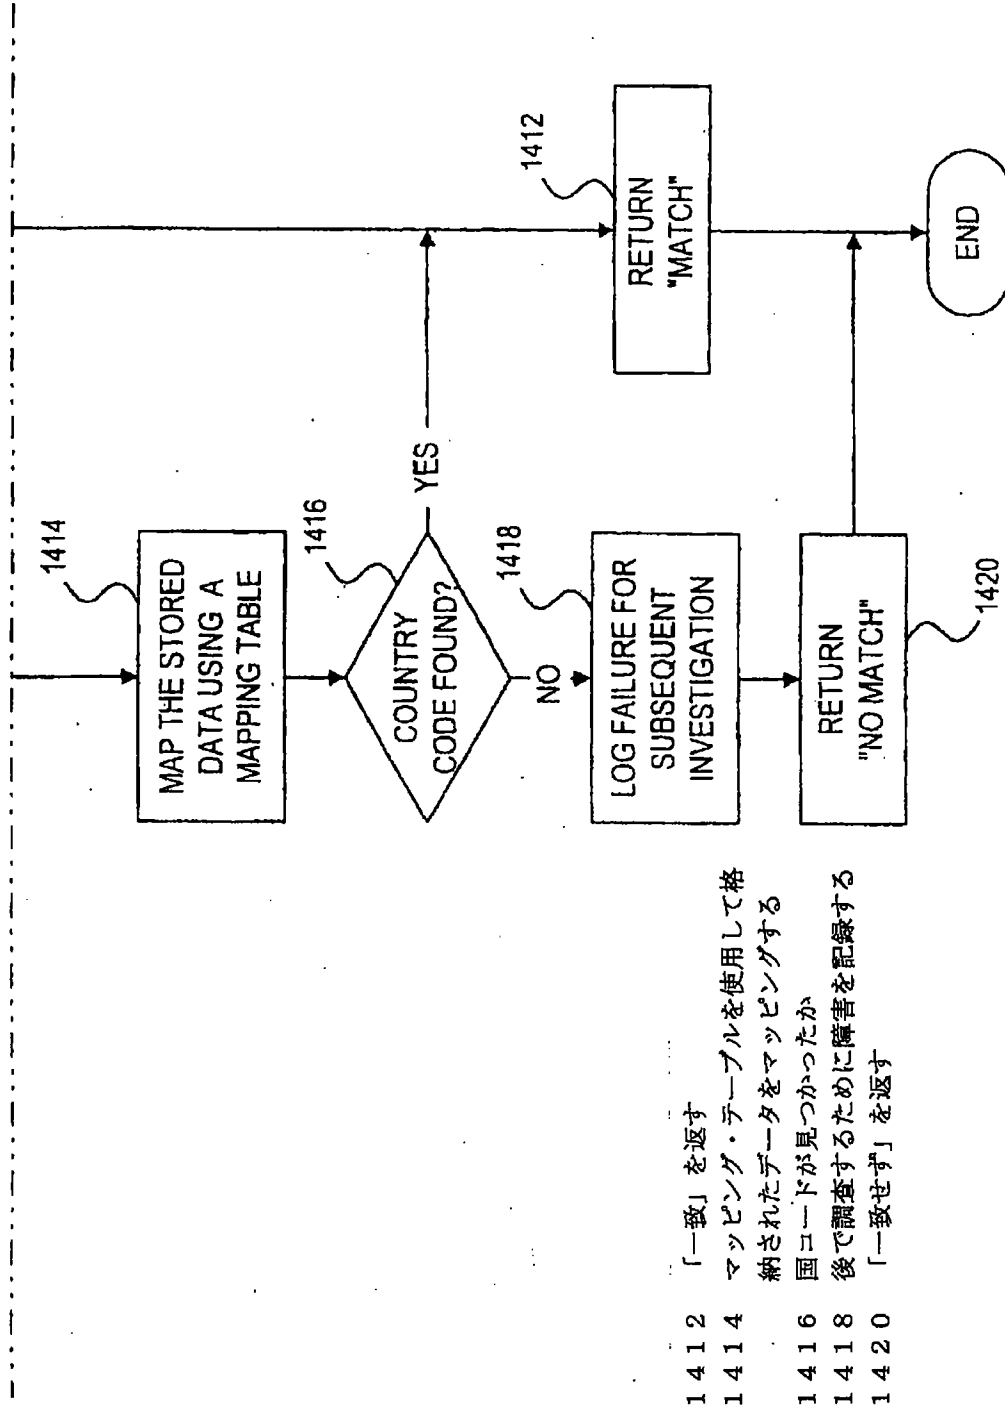 1414
MAP THE STORED
DATA USING A
MAPPING TABLE
1416
COUNTRY
CODE FOUND?
YES
NO
1418
LOG FAILURE FOR
SUBSEQUENT
INVESTIGATION
RETURN
"NO MATCH"
1420
1412
RETURN
"MATCH"
END
1412 「一致」を返す
1414 マッピング・テーブルを使用して格
納されたデータをマッピングする
1416 国コードが見つかったか
1418 後で調査するために障害を記録する
1420 「一致せず」を返す